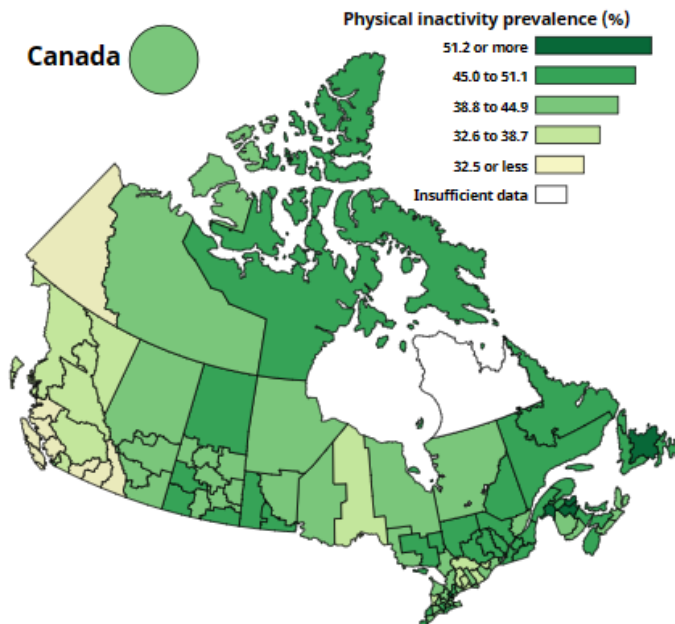 Physical inactivity prevalence (%)
Canada
51.2 or more
45.0 to 51.1
38.8 to 44.9
32.6 to 38.7
32.5 or less
Insufficient data